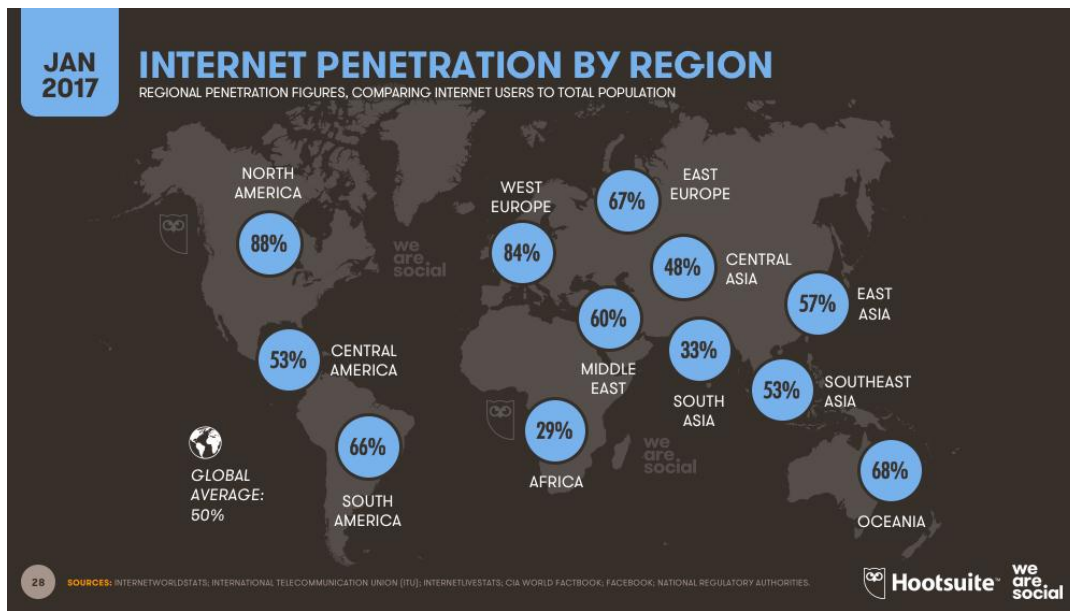 JAN
2017
INTERNET PENETRATION BY REGION
REGIONAL PENETRATION FIGURES, COMPARING INTERNET USERS TO TOTAL POPULATION
NORTH
AMERICA
88%
WEST
EUROPE
84%
EAST
EUROPE
67%
CENTRAL
ASIA
48%
EAST
ASIA
57%
we
are
social
60%
MIDDLE
EAST
33%
SOUTH
ASIA
53%
CENTRAL
AMERICA
53%
SOUTHEAST
ASIA
66%
SOUTH
AMERICA
29%
AFRICA
we
are
social
68%
OCEANIA
GLOBAL
AVERAGE:
50%
28
SOURCES: INTERNETWORLDSTATS; INTERNATIONAL TELECOMMUNICATION UNION (ITU); INTERNETLIVESTATS; CIA WORLD FACTBOOK; FACEBOOK; NATIONAL REGULATORY AUTHORITIES.
Hootsuite™
we
are
social